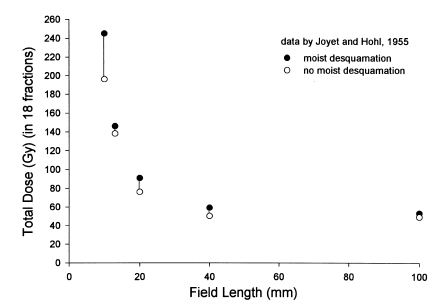 260
240
220
200
180
160
140
120
100
80
60
40
20
0
Total Dose (Gy) (in 18 fractions)
data by Joyet and Hohl, 1955
moist desquamation
no moist desquamation
0 20 40 60 80 100
Field Length (mm)